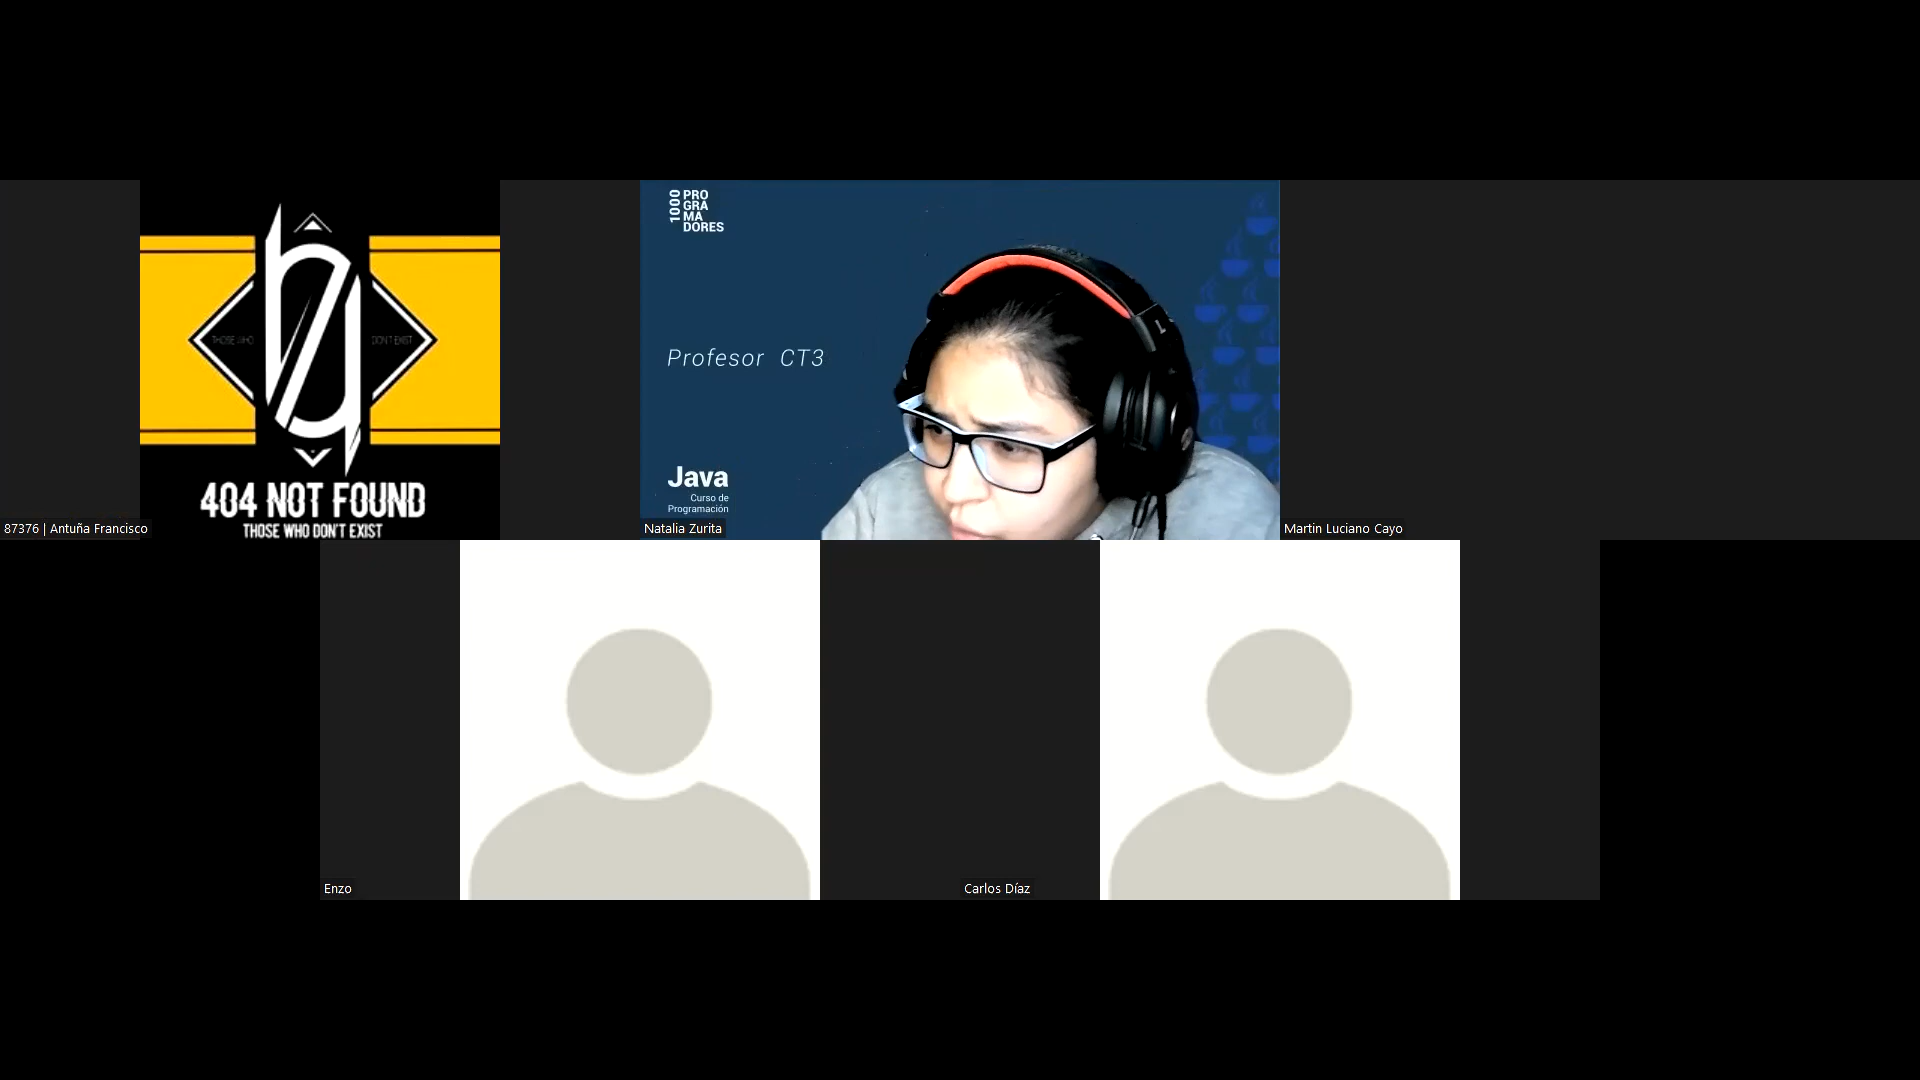 THOSE WHO
DON'T EXIST
404 NOT FOUND
THOSE WHO DON'T EXIST
87376 | Antuña Francisco
1000
PRO
GRA
MA
DORES
Profesor CT3
Java
Curso de
Programación
Natalia Zurita
Martin Luciano Cayo
Enzo
Carlos Díaz